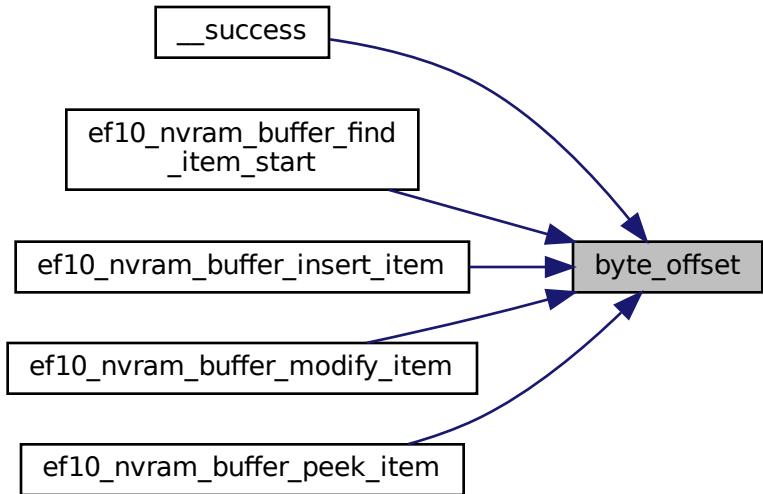 __success
ef10_nvram_buffer_find
_item_start
ef10_nvram_buffer_insert_item
byte_offset
ef10_nvram_buffer_modify_item
ef10_nvram_buffer_peek_item